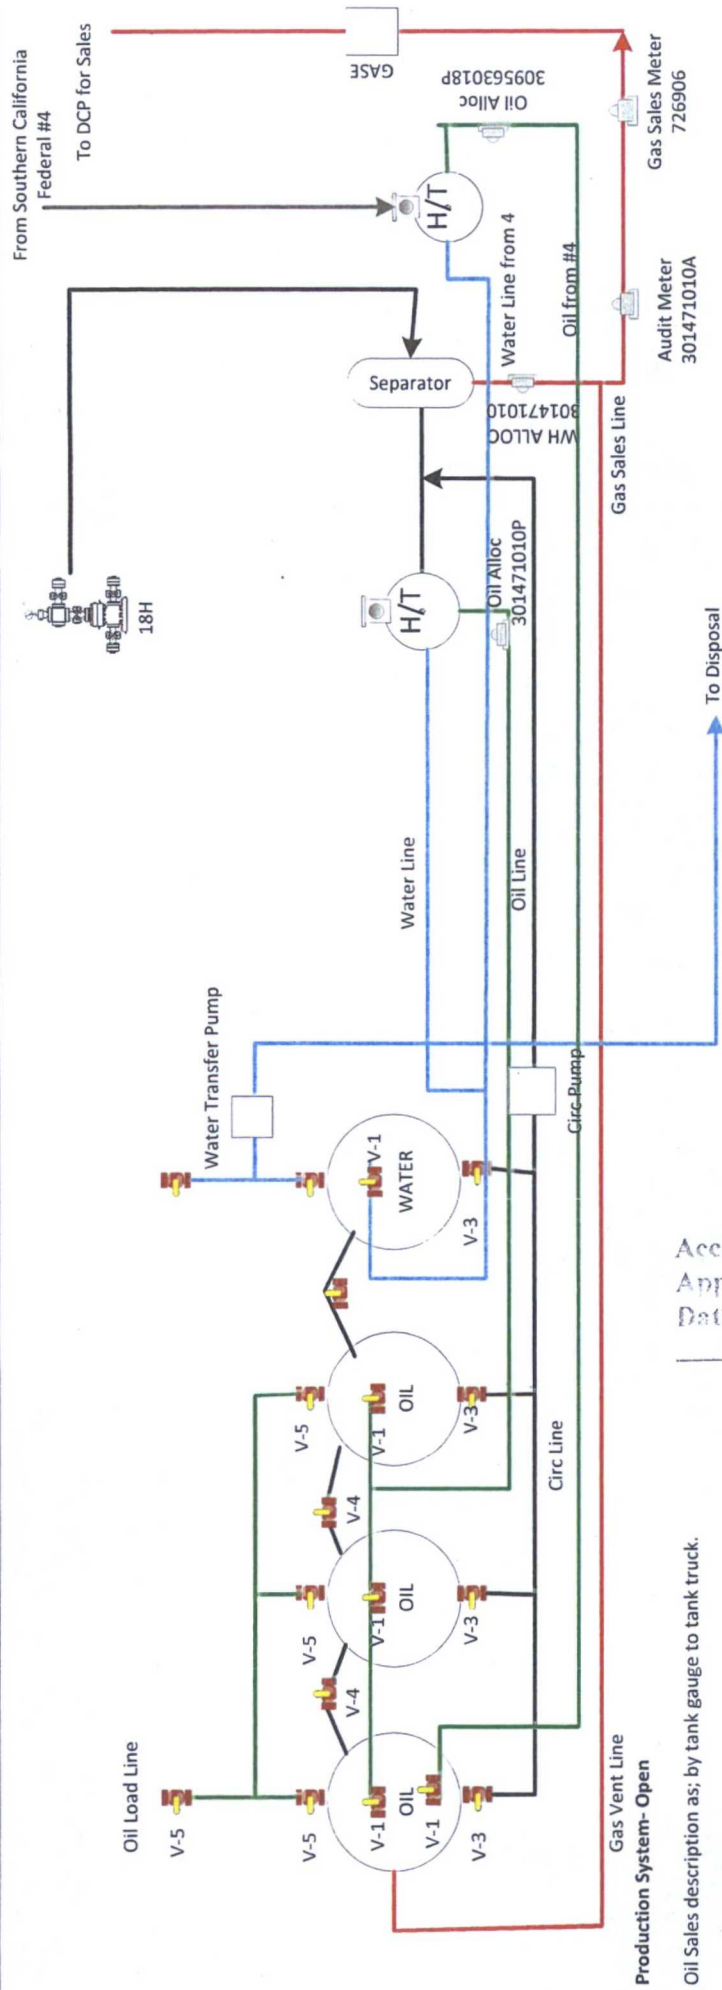 From Southern California
Federal #4
To DCP for Sales
GASE
Oil Alloc
309563018P
H/T
Gas Sales Meter
726906
Water Line from 4
Oil from #4
Audit Meter
301471010A
Separator
WH ALLOC
301471010
Gas Sales Line
18H
H/T
Oil Alloc
301471010P
To Disposal
Water Line
Oil Line
Water Transfer Pump
Circ Pump
V-1
WATER
V-3
V-5
V-1
OIL
V-3
V-4
Circ Line
V-5
V-1
OIL
V-3
V-4
Oil Load Line
V-5
V-5
V-1
OIL
V-1
V-3
Gas Vent Line
Production System- Open
Oil Sales description as; by tank gauge to tank truck.
Acc
App
Dat